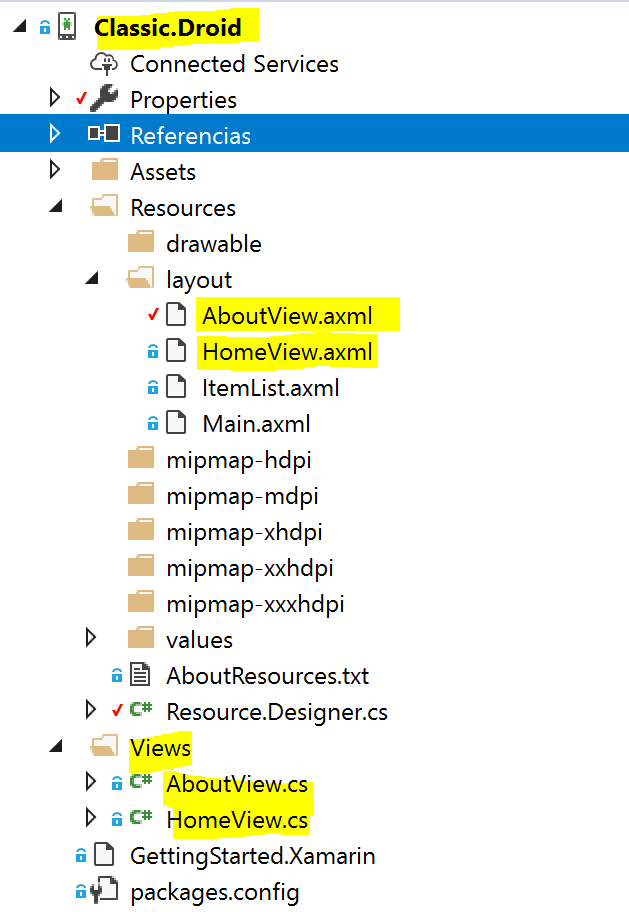 Classic.Droid
Connected Services
Properties
Referencias
Assets
Resources
drawable
layout
AboutView.axml
HomeView.axml
ItemList.axml
Main.axml
mipmap-hdpi
mipmap-mdpi
mipmap-xhdpi
mipmap-xxhdpi
mipmap-xxxhdpi
values
AboutResources.txt
C# Resource.Designer.cs
Views
C# AboutView.cs
C# HomeView.cs
GettingStarted.Xamarin
packages.config